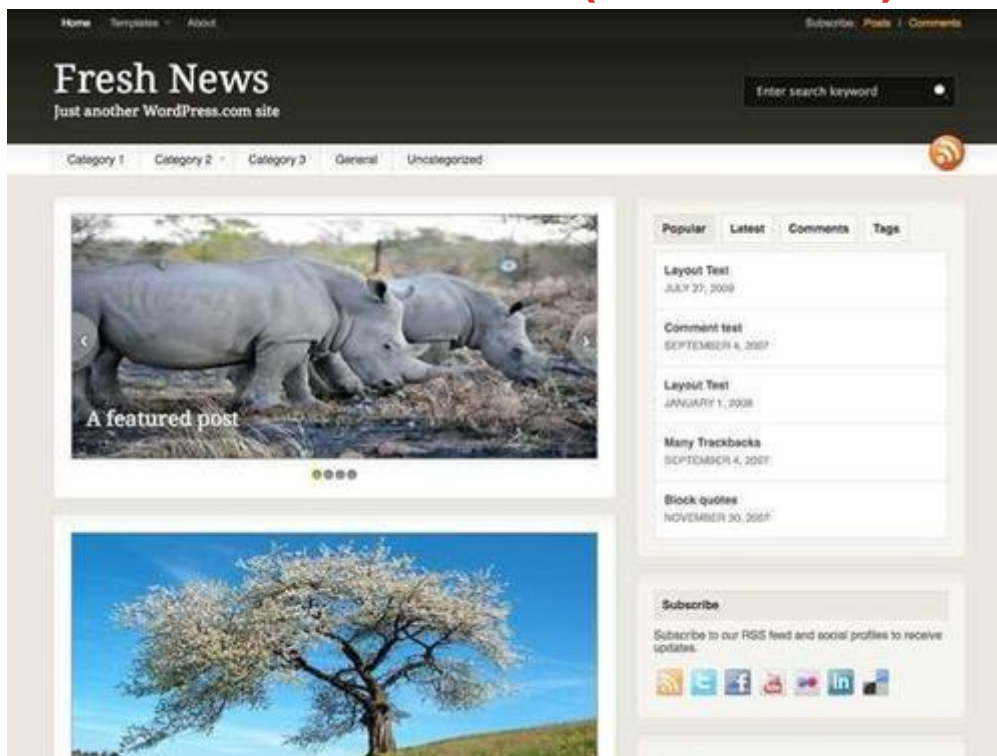 Home Templates About
Subscribe: Posts | Comments
Fresh News
Just another WordPress.com site
Enter search keyword
Category 1 Category 2 Category 3 General Uncategorized
A featured post
Popular Latest Comments Tags
Layout Test
JULY 27, 2009
Comment test
SEPTEMBER 4, 2007
Layout Test
JANUARY 1, 2008
Many Trackbacks
SEPTEMBER 4, 2007
Block quotes
NOVEMBER 30, 2007
Subscribe
Subscribe to our RSS feed and social profiles to receive
updates.